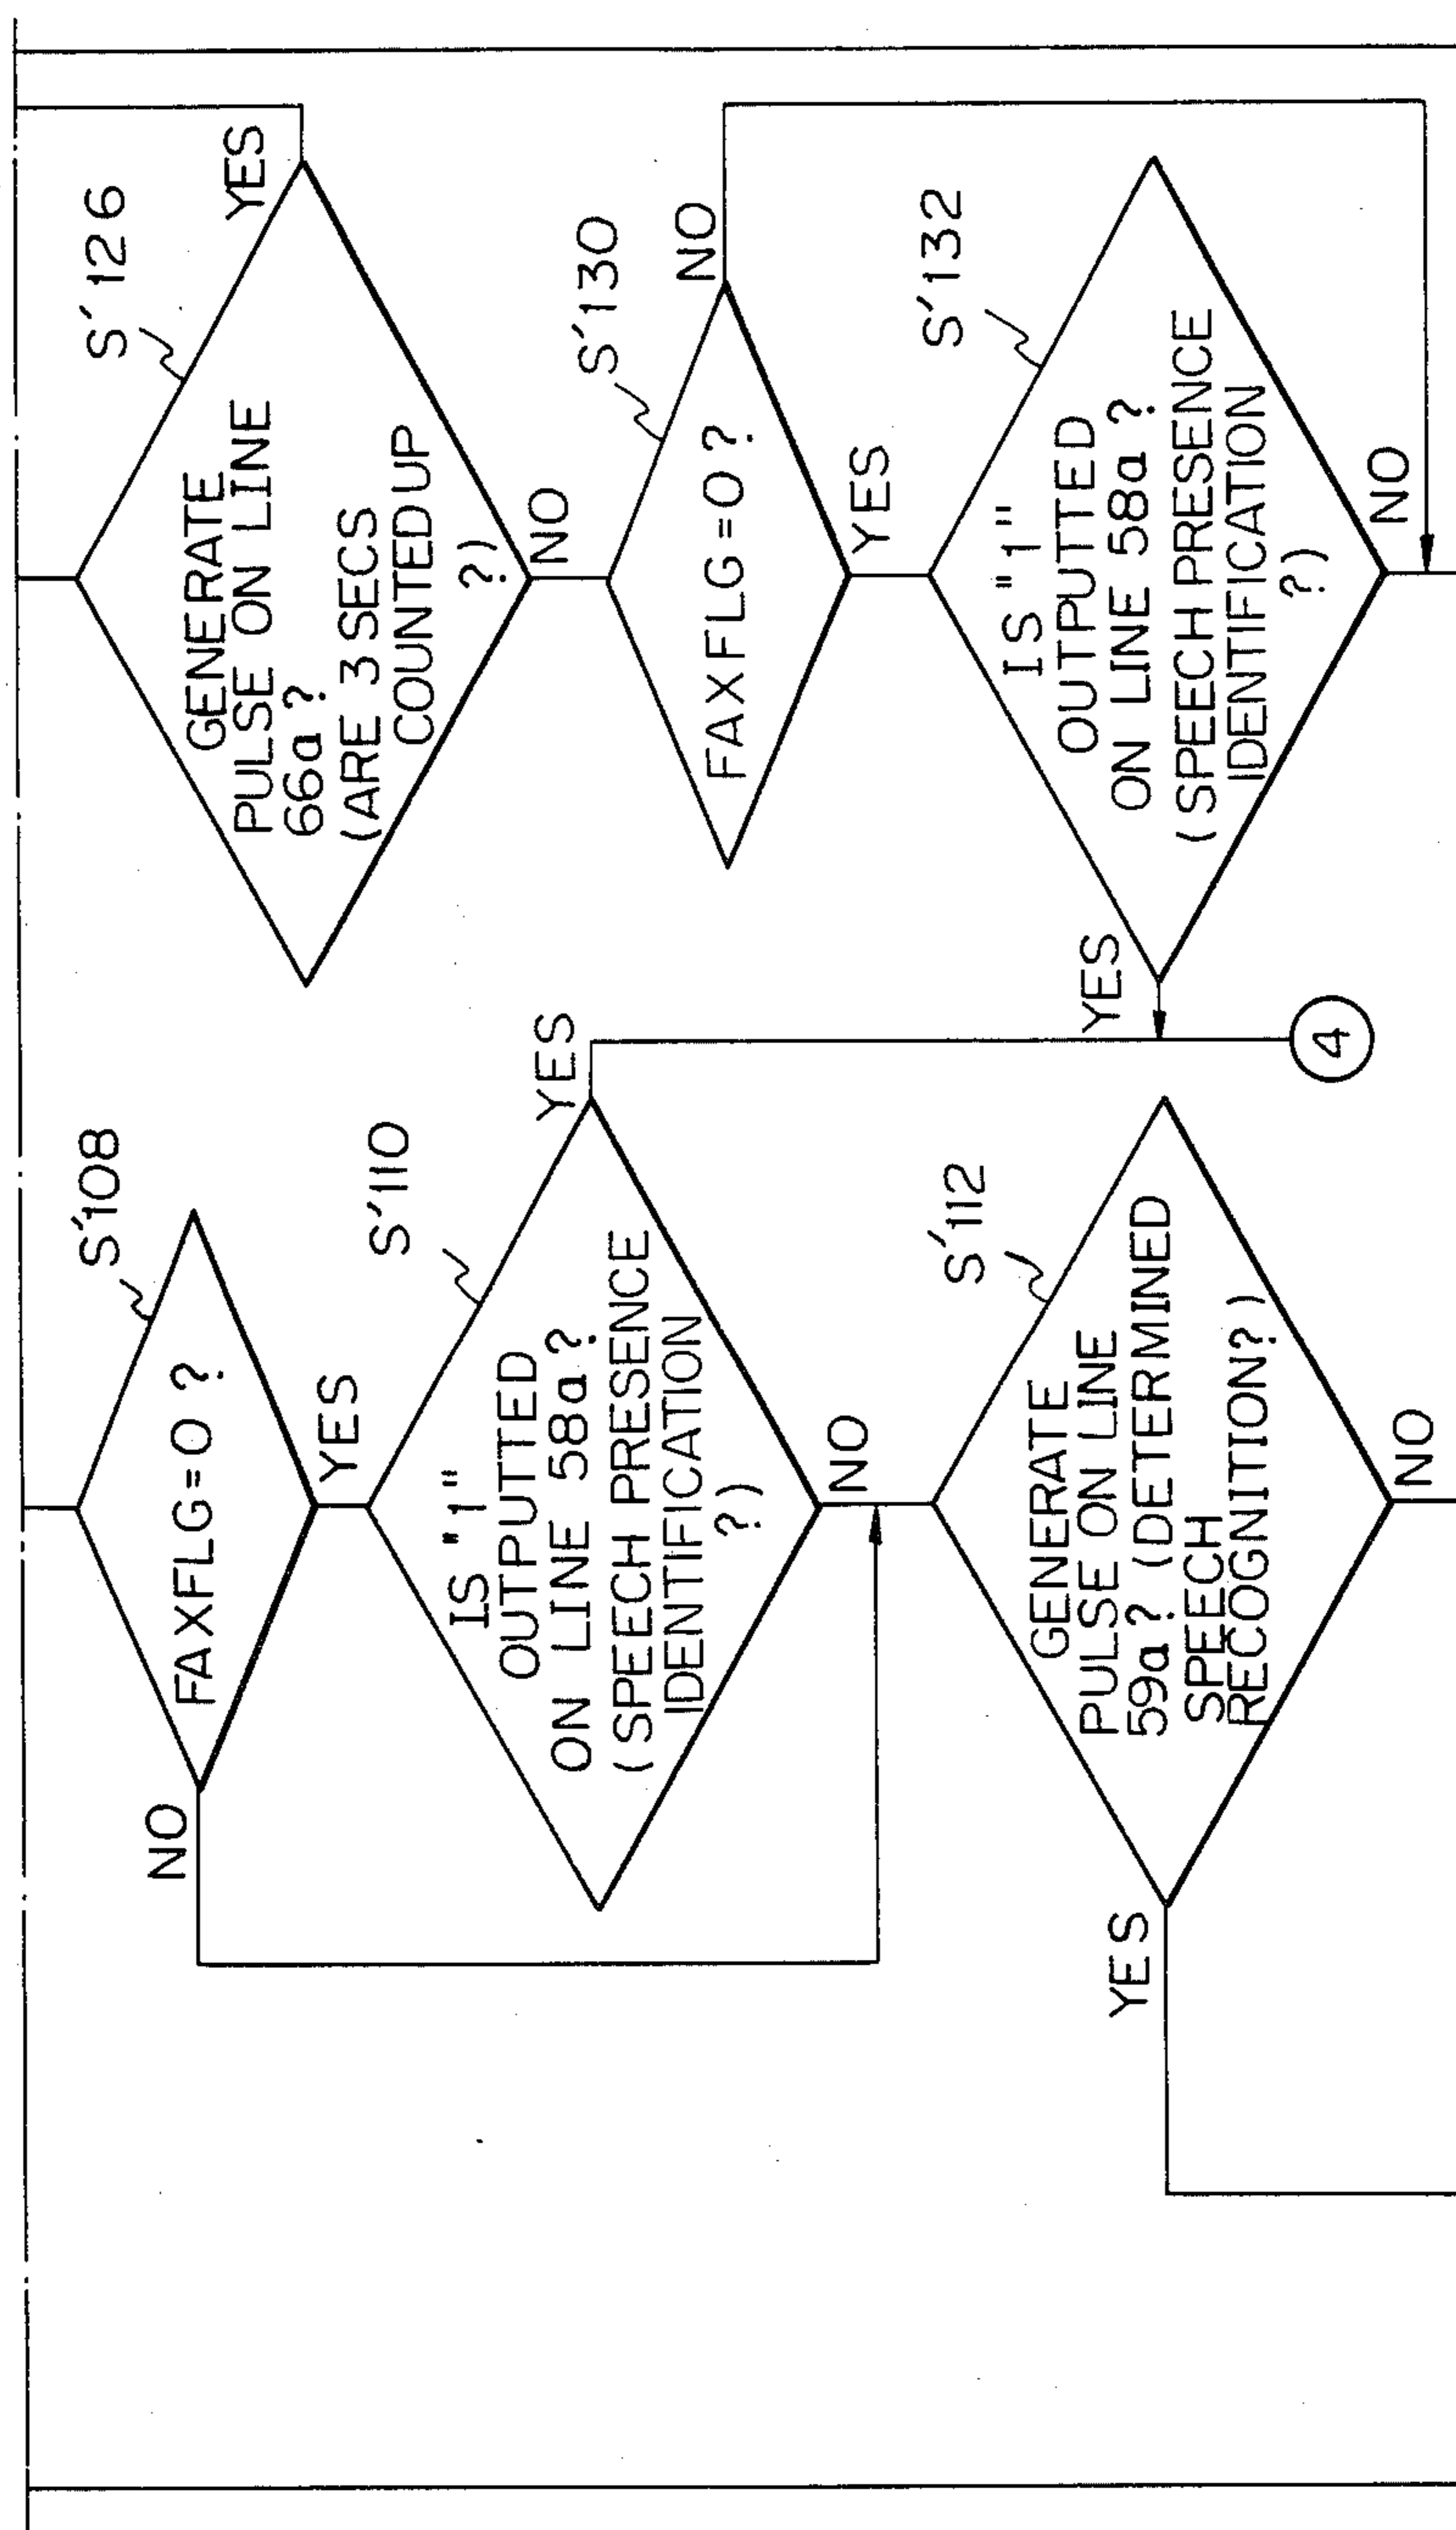 S'108
FAXFLG=0 ?
NO
YES
S'110
IS "1"
OUTPUTTED
ON LINE 58a ?
(SPEECH PRESENCE
IDENTIFICATION
?)
YES
NO
S'112
GENERATE
PULSE ON LINE
59a? (DETERMINED
SPEECH
RECOGNITION?)
YES
NO
S'126
GENERATE
PULSE ON LINE
66a ?
(ARE 3 SECS
COUNTED UP
?)
YES
NO
S'130
FAXFLG=0 ?
NO
YES
S'132
IS "1"
OUTPUTTED
ON LINE 58a ?
(SPEECH PRESENCE
IDENTIFICATION
?)
YES
NO
4